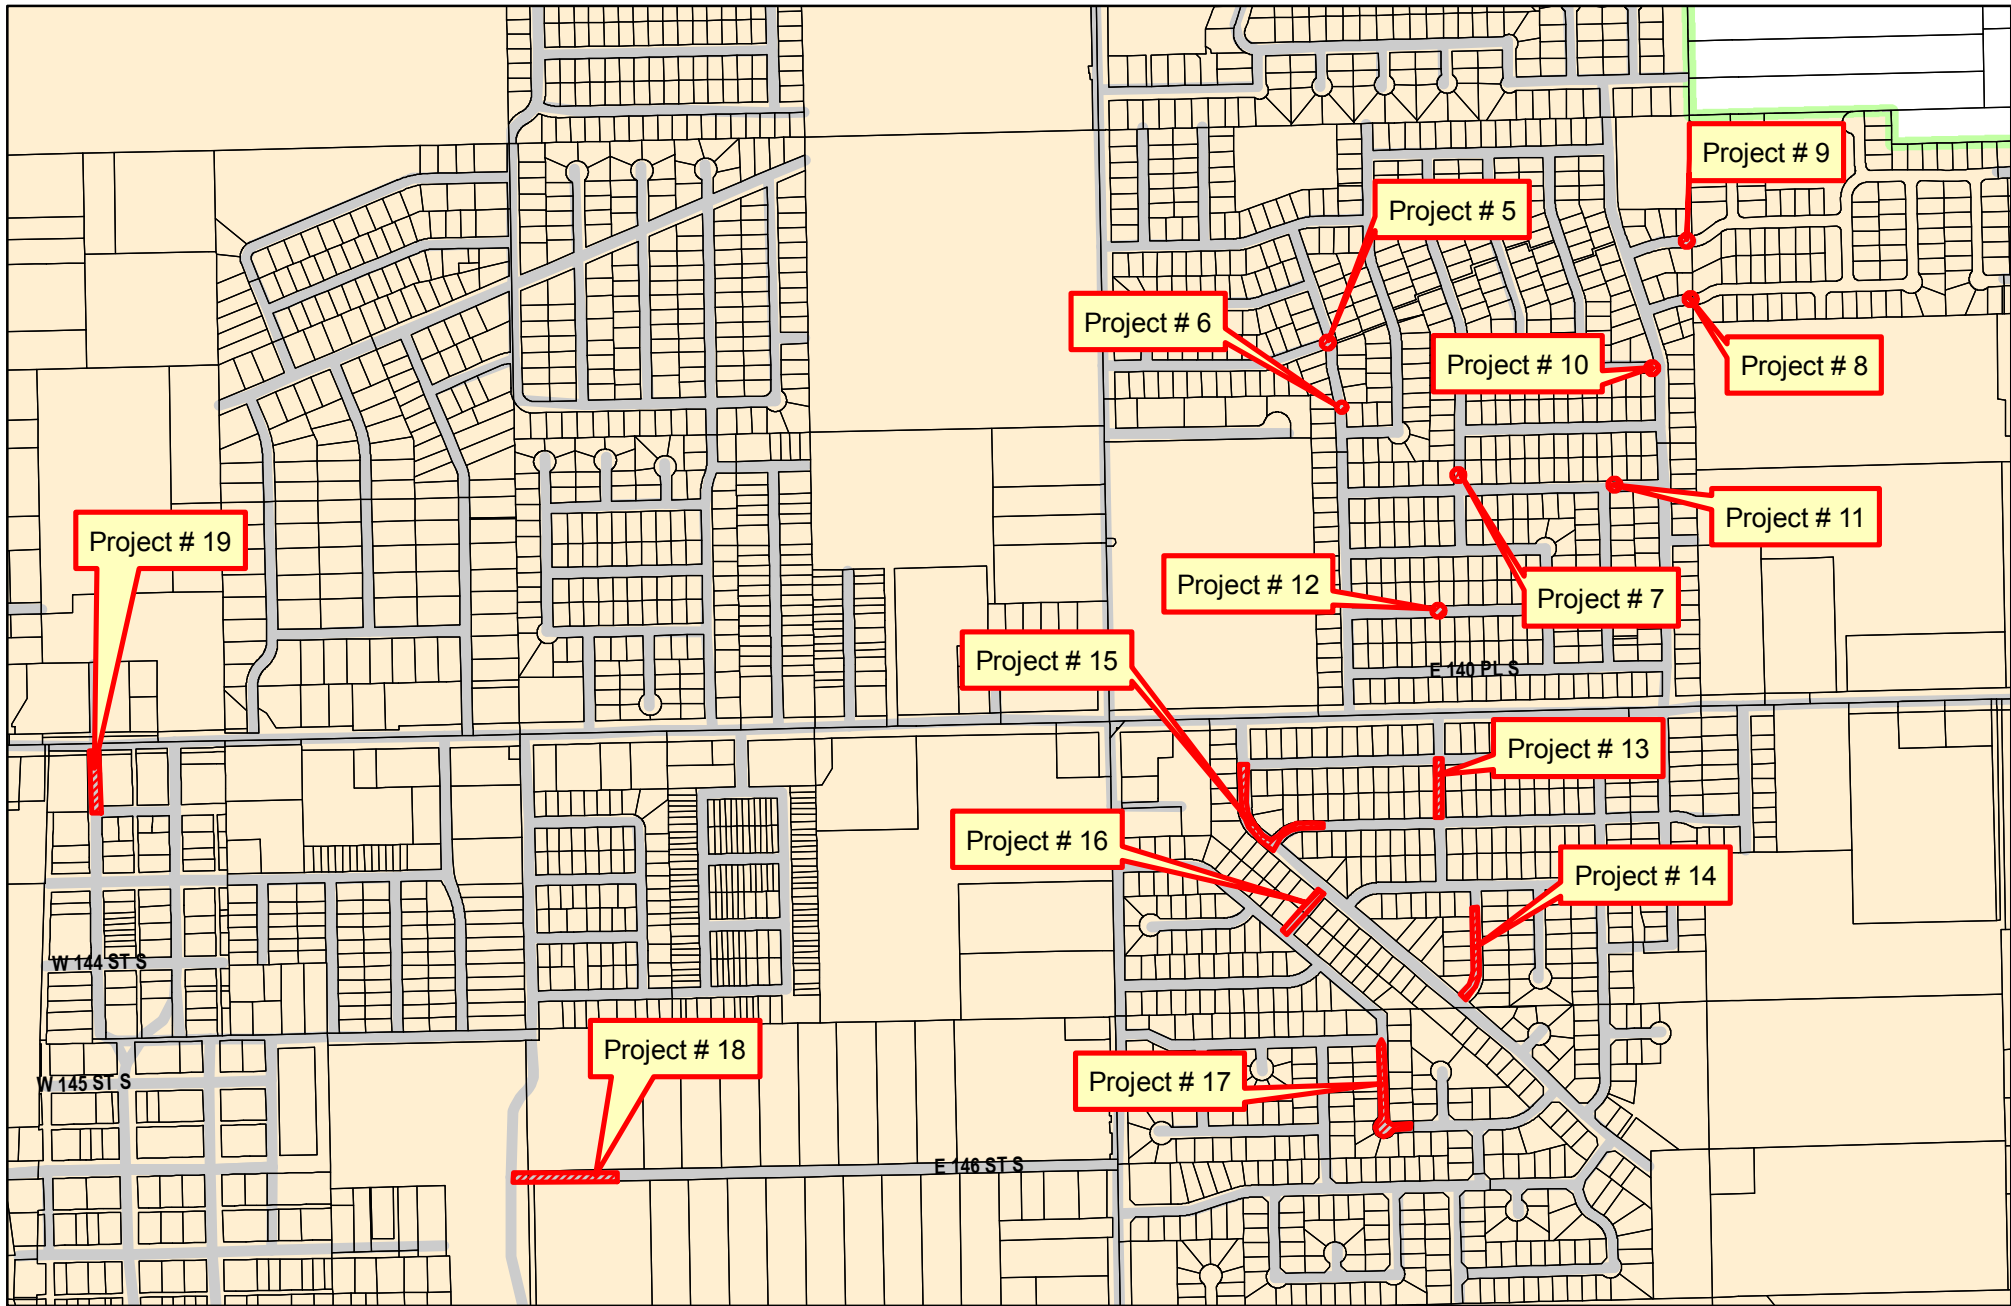 Project # 9
Project # 5
Project # 6
Project # 10
Project # 8
Project # 11
Project # 19
Project # 12
Project # 7
Project # 15
E 140 PL S
Project # 13
Project # 16
Project # 14
W 144 ST S
Project # 18
Project # 17
W 145 ST S
E 146 ST S